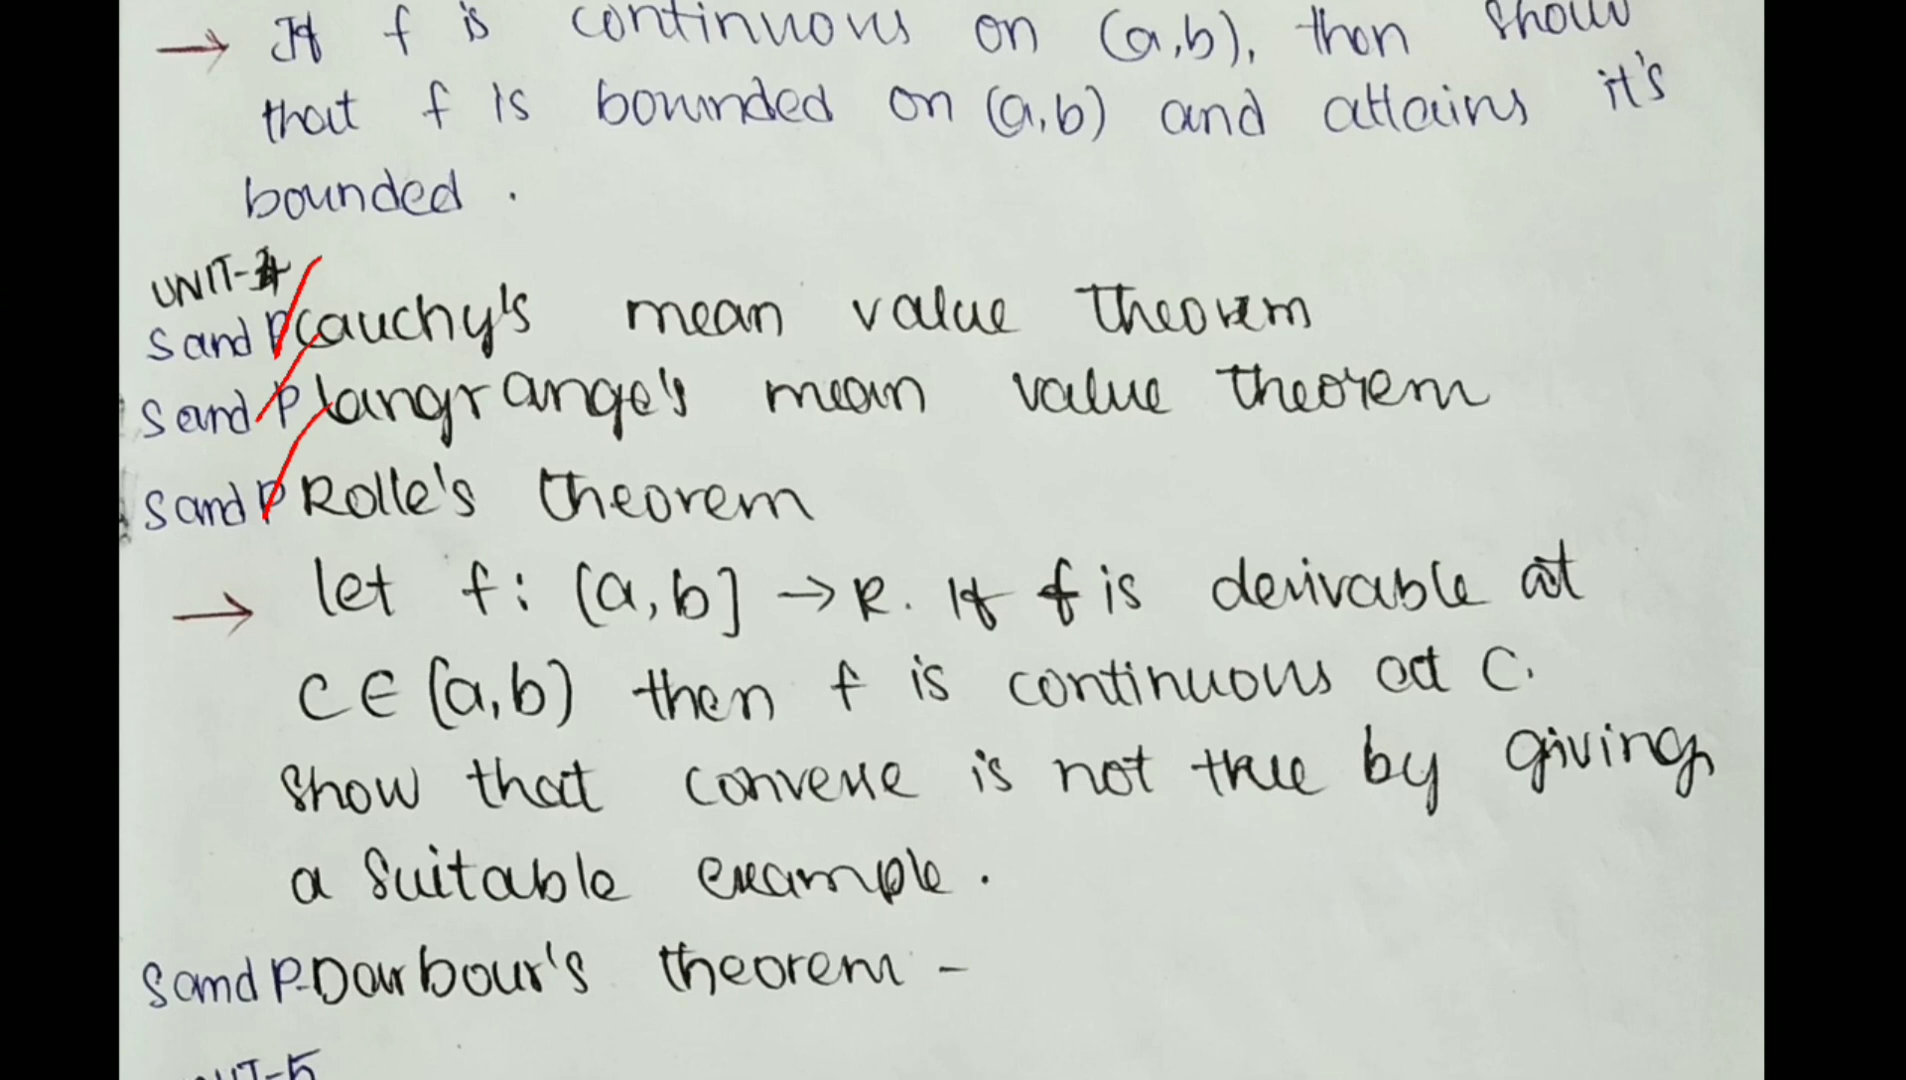 → If f is continuous on (a,b), then show
that f is bounded on (a,b) and attains it's
bounded.
UNIT-4
S and P Cauchy's mean value theorem
S and P langrange's mean value theorem
S and P Rolle's theorem
→ let f: [a,b] → R. If f is derivable at
C ∈ (a,b) then f is continuous at C.
Show that converse is not true by giving
a suitable example.
S and P-Darbour's theorem -
UNIT-5